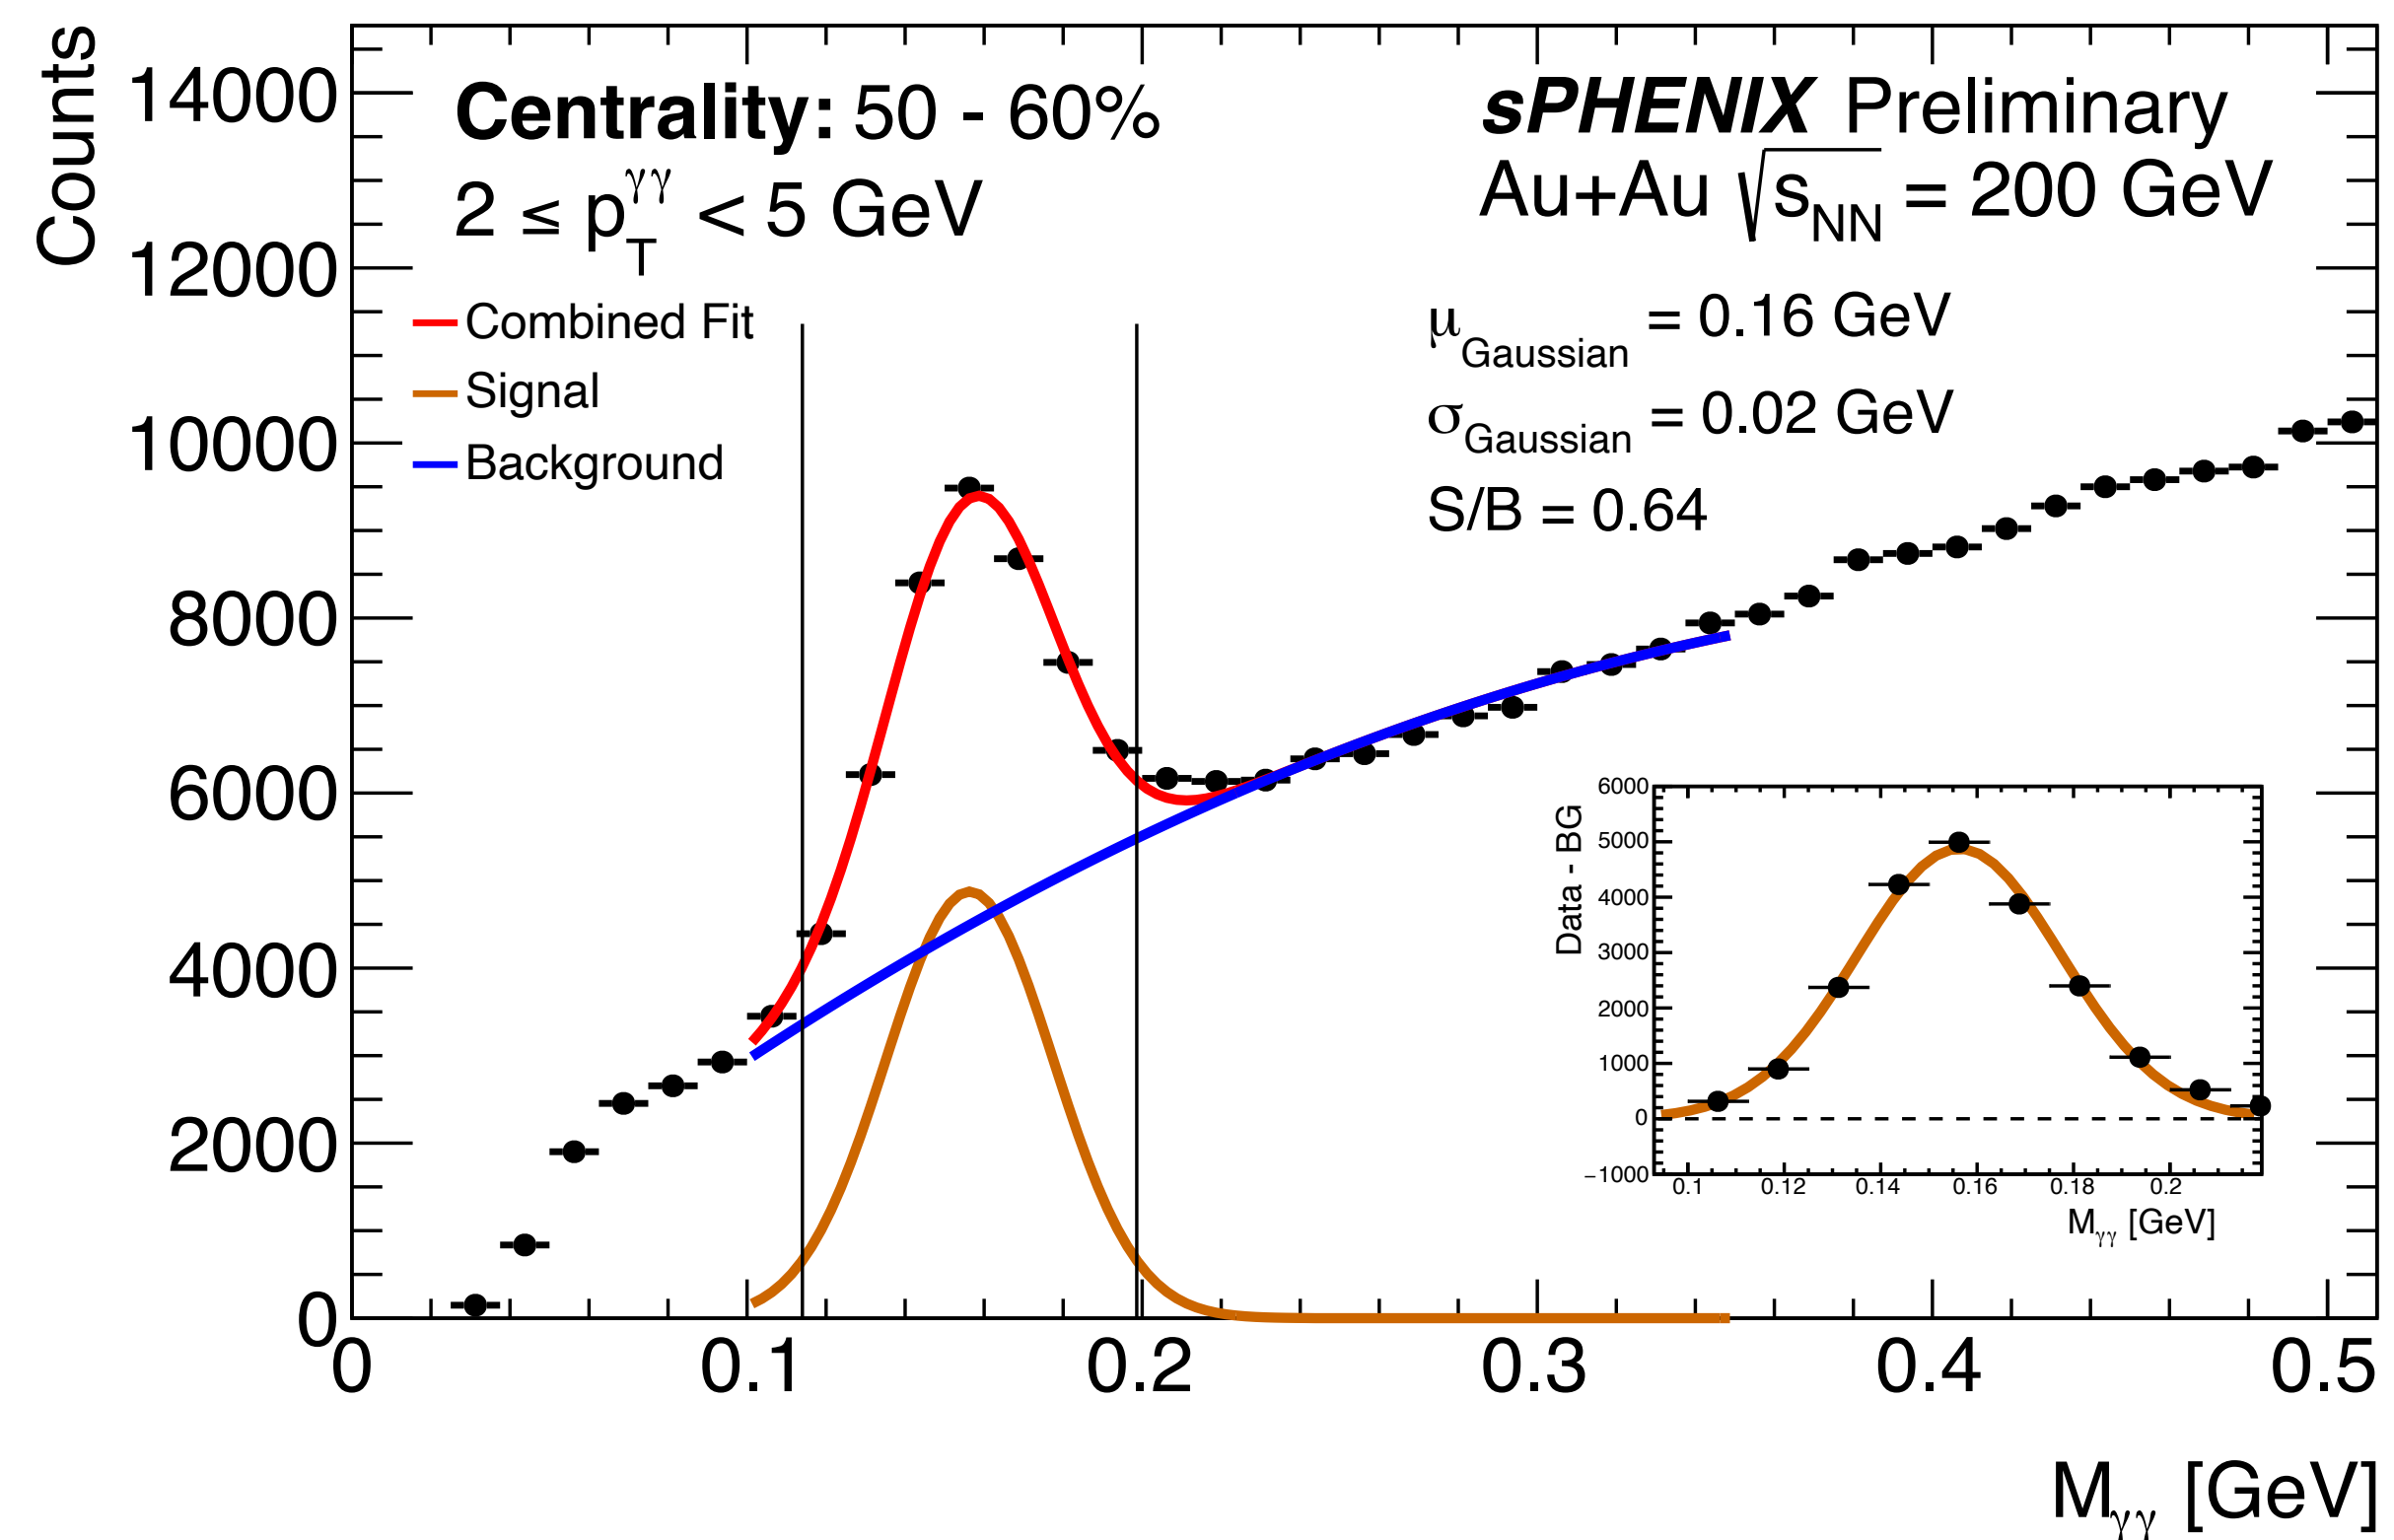 Counts
14000
12000
10000
8000
6000
4000
2000
0
Centrality: 50 - 60%
2 ≤ p_T^γγ < 5 GeV
Combined Fit
Signal
Background
sPHENIX Preliminary
Au+Au √s_NN = 200 GeV
μ_Gaussian = 0.16 GeV
σ_Gaussian = 0.02 GeV
S/B = 0.64
Data - BG
6000
5000
4000
3000
2000
1000
0
−1000
0.1 0.12 0.14 0.16 0.18 0.2
M_γγ [GeV]
0 0.1 0.2 0.3 0.4 0.5
M_γγ [GeV]